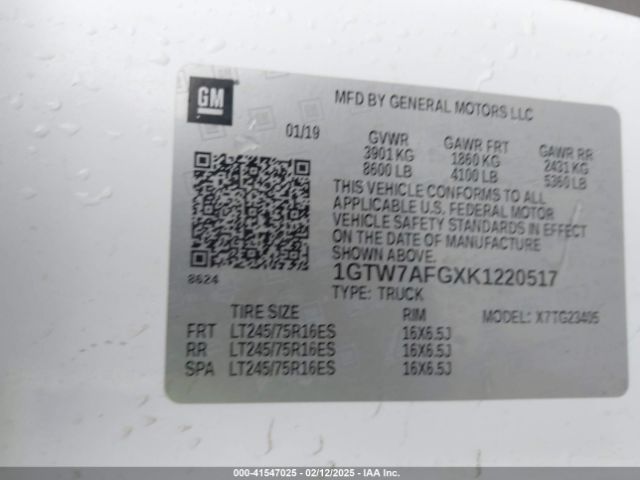 GM
MFD BY GENERAL MOTORS LLC
01/19
GVWR GAWR FRT GAWR RR
3901 KG 1860 KG 2431 KG
8600 LB 4100 LB 5360 LB
THIS VEHICLE CONFORMS TO ALL
APPLICABLE U.S. FEDERAL MOTOR
VEHICLE SAFETY STANDARDS IN EFFECT
ON THE DATE OF MANUFACTURE
SHOWN ABOVE.
8624
1GTW7AFGXK1220517
TYPE: TRUCK
TIRE SIZE RIM MODEL: X7TG23405
FRT LT245/75R16ES 16X6.5J
RR LT245/75R16ES 16X6.5J
SPA LT245/75R16ES 16X6.5J
000-41547025 - 02/12/2025 - IAAI.COM